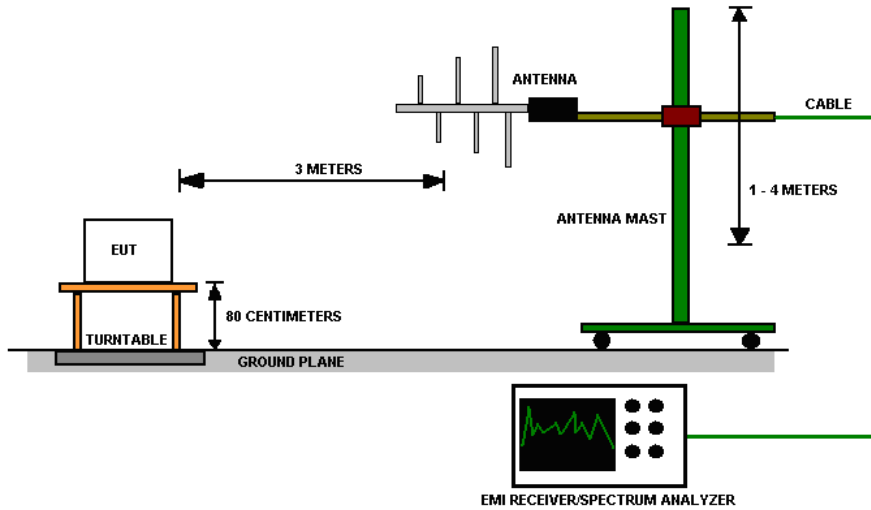 ANTENNA
CABLE
3 METERS
1 - 4 METERS
ANTENNA MAST
EUT
80 CENTIMETERS
TURNTABLE
GROUND PLANE
EMI RECEIVER/SPECTRUM ANALYZER